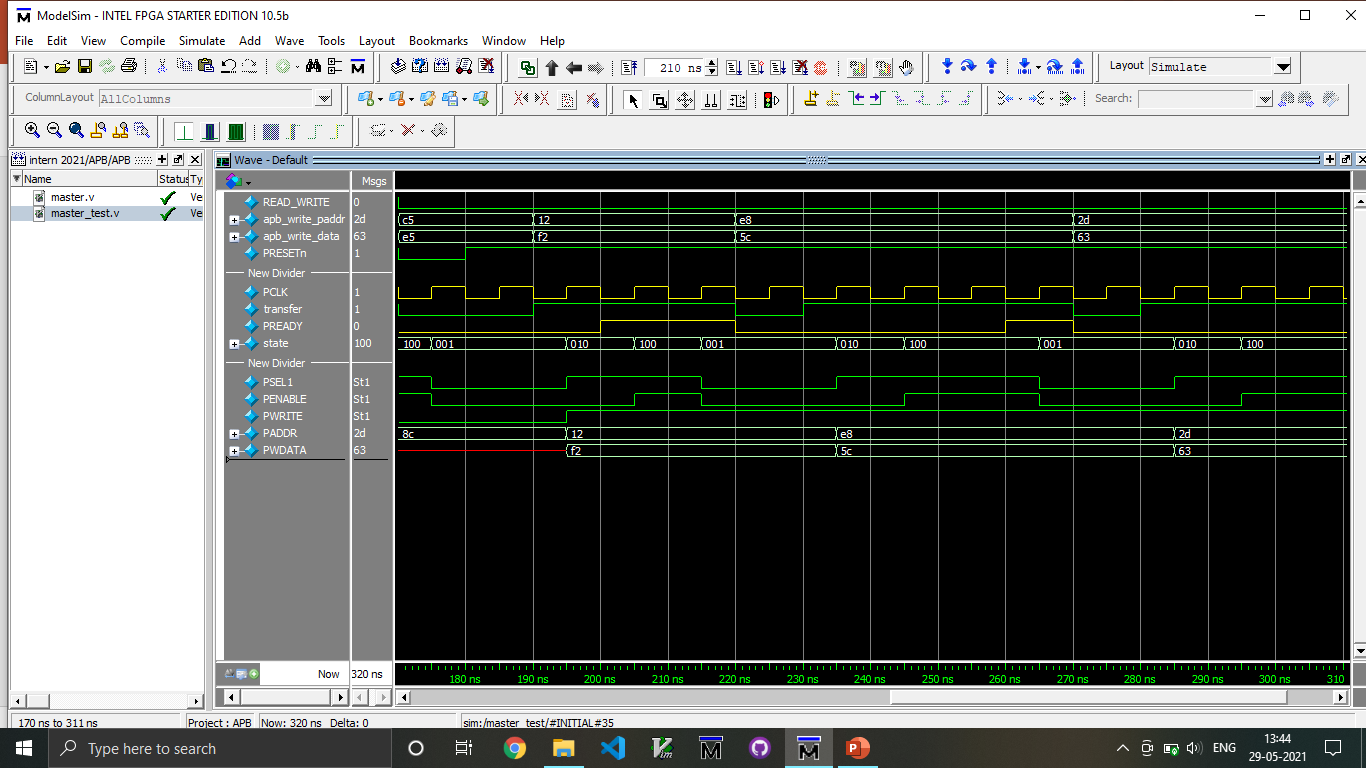 ModelSim - INTEL FPGA STARTER EDITION 10.5b
File Edit View Compile Simulate Add Wave Tools Layout Bookmarks Window Help
210 ns Layout Simulate
ColumnLayout AllColumns Search:
intern 2021/APB/APB Wave - Default
Name Status Ty Msgs
master.v Ve
master_test.v Ve
READ_WRITE 0
apb_write_paddr 2d c5 12 e8 2d
apb_write_data 63 e5 f2 5c 63
PRESETn 1
New Divider
PCLK 1
transfer 1
PREADY 0
state 100 100 001 010 100 001 010 100 001 010 100
New Divider
PSEL1 St1
PENABLE St1
PWRITE St1
PADDR 2d 8c 12 e8 2d
PWDATA 63 f2 5c 63
Now 320 ns 180 ns 190 ns 200 ns 210 ns 220 ns 230 ns 240 ns 250 ns 260 ns 270 ns 280 ns 290 ns 300 ns 310
170 ns to 311 ns Project : APB Now: 320 ns Delta: 0 sim:/master_test/#INITIAL#35
Type here to search ENG 13:44
29-05-2021